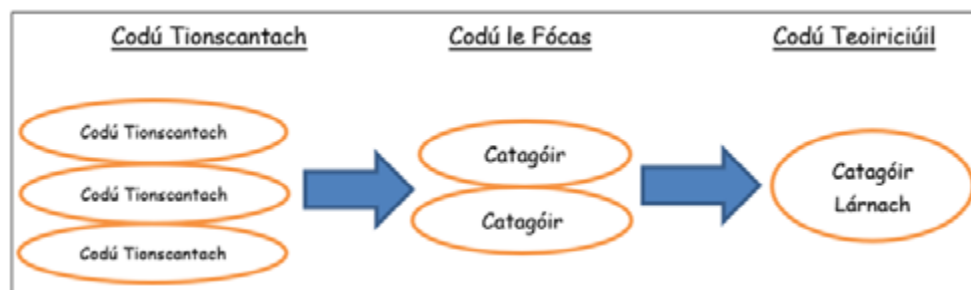 Codú Tionscantach
Codú le Fócas
Codú Teoiriciúil
Codú Tionscantach
Codú Tionscantach
Codú Tionscantach
Catagóir
Catagóir
Catagóir
Lárnach